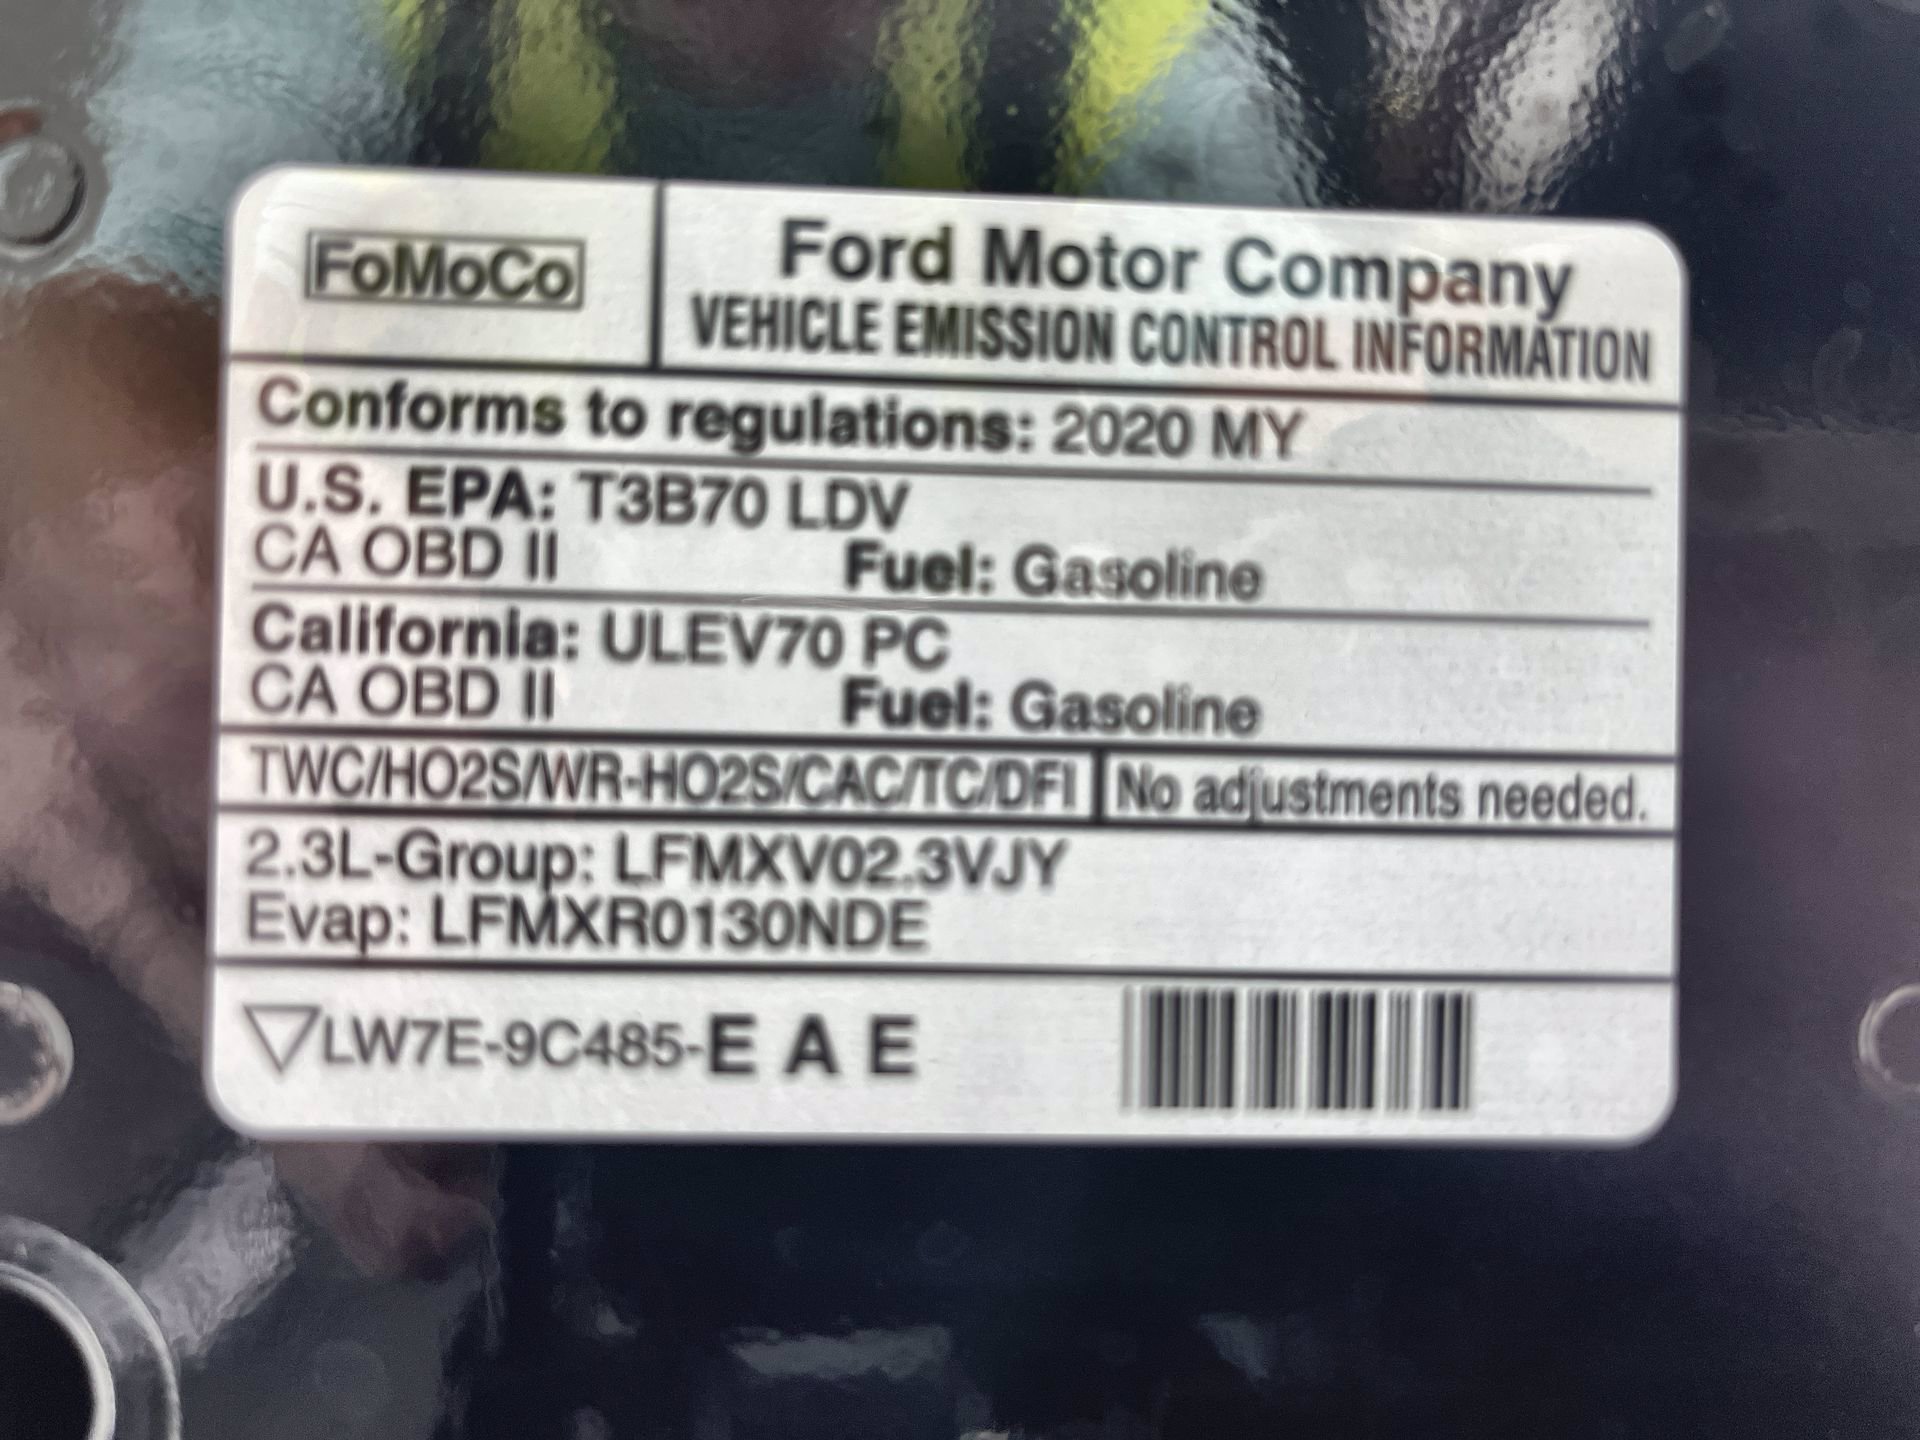 FoMoCo
Ford Motor Company
VEHICLE EMISSION CONTROL INFORMATION
Conforms to regulations: 2020 MY
U.S. EPA: T3B70 LDV
CA OBD II Fuel: Gasoline
California: ULEV70 PC
CA OBD II Fuel: Gasoline
TWC/HO2S/WR-HO2S/CAC/TC/DFI No adjustments needed.
2.3L-Group: LFMXV02.3VJY
Evap: LFMXR0130NDE
▽LW7E-9C485-E A E